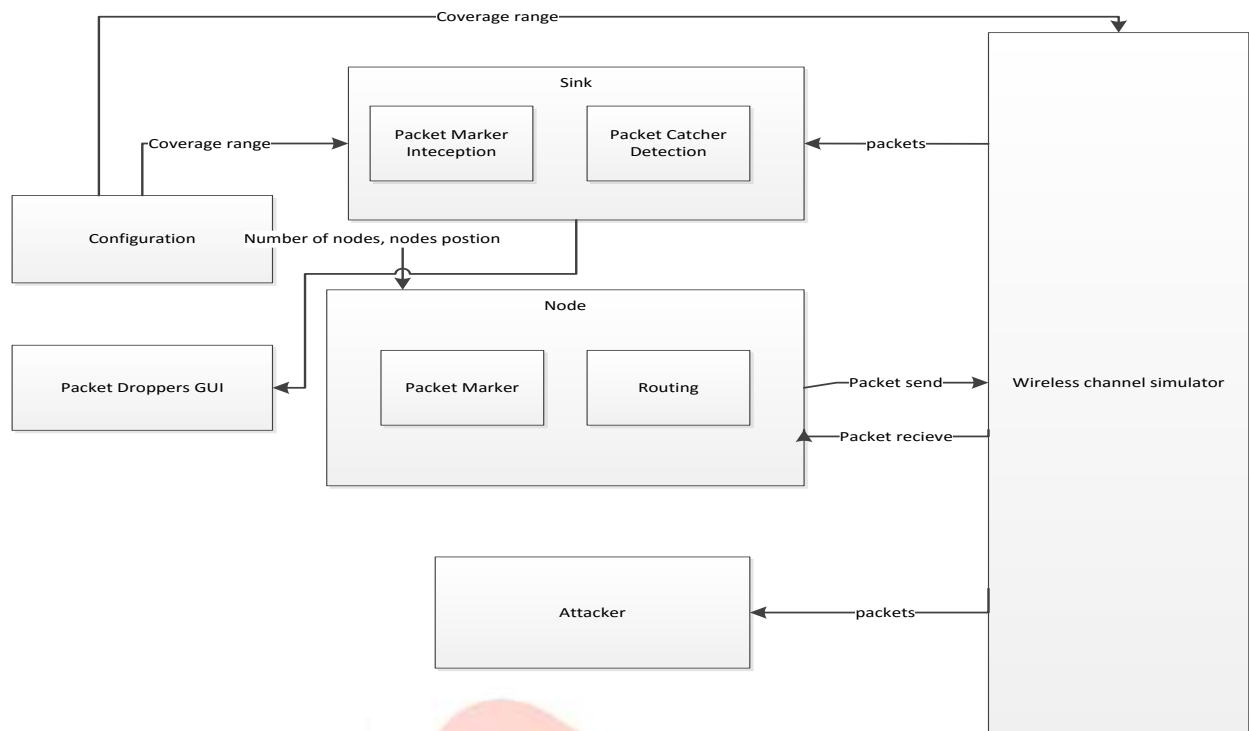 Coverage range
Sink
Packet Marker
Inteception
Packet Catcher
Detection
Coverage range
packets
Configuration
Number of nodes, nodes postion
Node
Packet Marker
Routing
Packet Droppers GUI
Packet send
Wireless channel simulator
Packet recieve
Attacker
packets